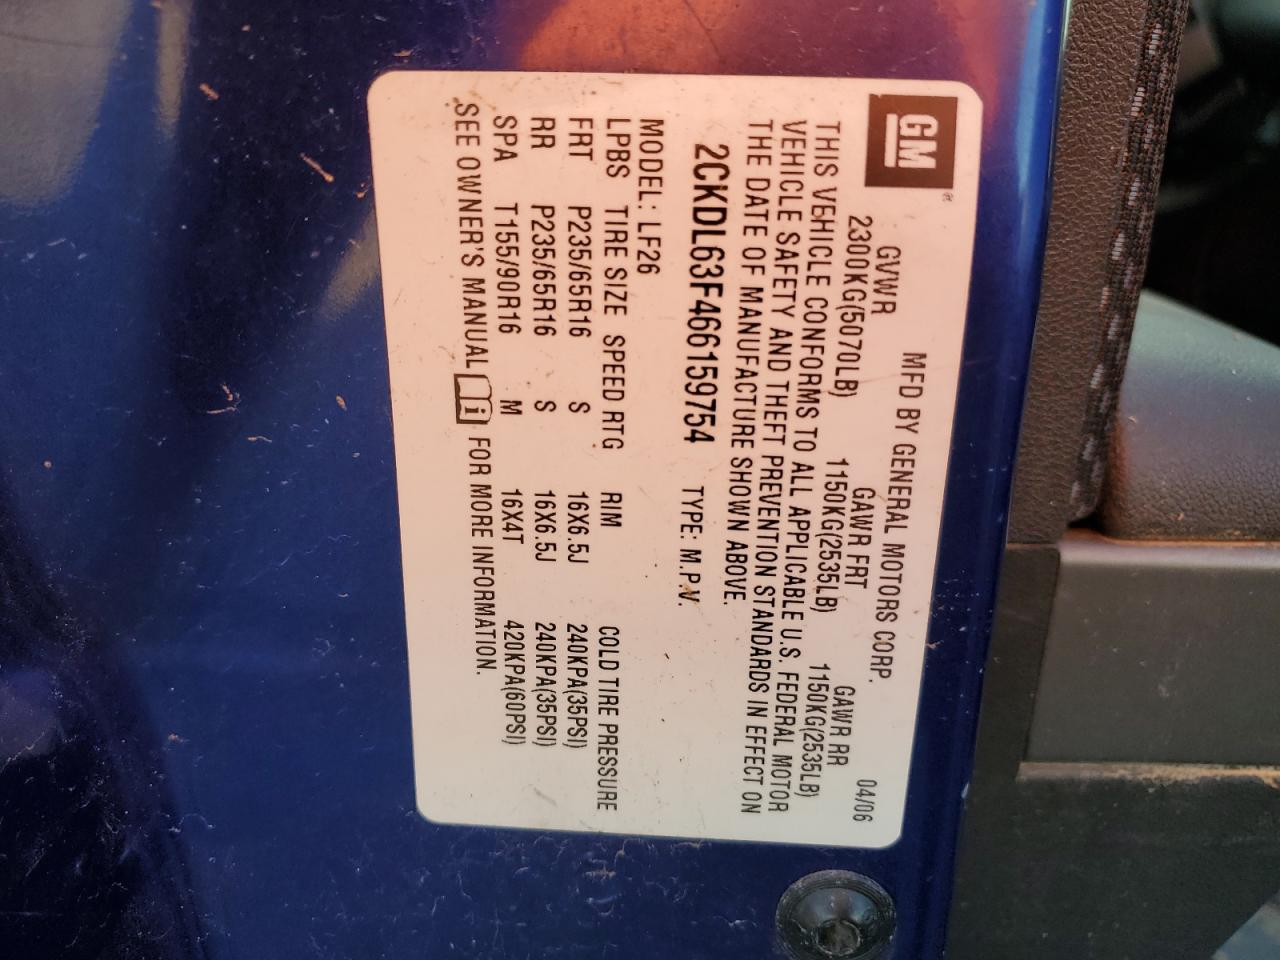 GM®
MFD BY GENERAL MOTORS CORP.
04/06
GVWR GAWR FRT GAWR RR
2300KG(5070LB) 1150KG(2535LB) 1150KG(2535LB)
THIS VEHICLE CONFORMS TO ALL APPLICABLE U.S. FEDERAL MOTOR
VEHICLE SAFETY AND THEFT PREVENTION STANDARDS IN EFFECT ON
THE DATE OF MANUFACTURE SHOWN ABOVE.
2CKDL63F466159754 TYPE: M.P.V.
MODEL: LF26
LPBS TIRE SIZE SPEED RTG RIM COLD TIRE PRESSURE
FRT P235/65R16 S 16X6.5J 240KPA(35PSI)
RR P235/65R16 S 16X6.5J 240KPA(35PSI)
SPA T155/90R16 M 16X4T 420KPA(60PSI)
SEE OWNER'S MANUAL i FOR MORE INFORMATION.